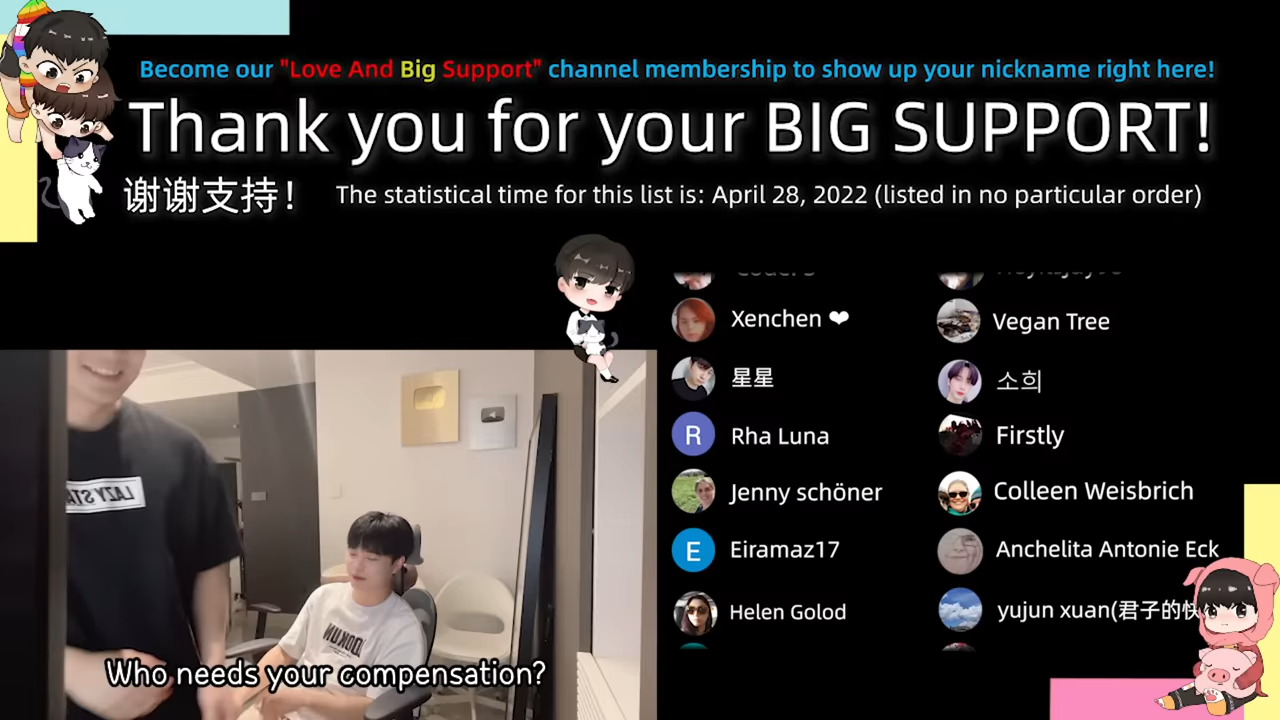 Become our "Love And Big Support" channel membership to show up your nickname right here!
Thank you for your BIG SUPPORT!
谢谢支持！
The statistical time for this list is: April 28, 2022 (listed in no particular order)
Xenchen ❤
Vegan Tree
星星
소희
R
Rha Luna
Firstly
Jenny schöner
Colleen Weisbrich
E
Eiramaz17
Anchelita Antonie Eck
Helen Golod
yujun xuan(君子的快
LAZY STA
Who needs your compensation?